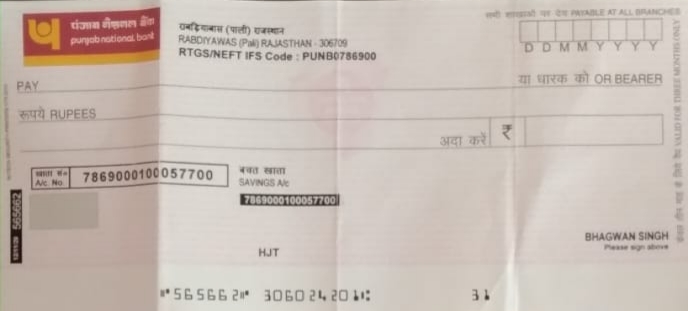 पंजाब नैशनल बैंक
punjab national bank
राबड़ियावास (पाली) राजस्थान
RABDIYAWAS (Pali) RAJASTHAN - 306709
RTGS/NEFT IFS Code : PUNB0786900
सभी शाखाओं पर देय PAYABLE AT ALL BRANCHES
D D M M Y Y Y Y
PAY
या धारक को OR BEARER
रूपये RUPEES
अदा करें ₹
खाता सं०
A/c. No. 7869000100057700
बचत खाता
SAVINGS A/c
7869000100057700
565662
BHAGWAN SINGH
Please sign above
HJT
⑈565662⑈ 306024201⑆ 31
VALID FOR THREE MONTHS ONLY